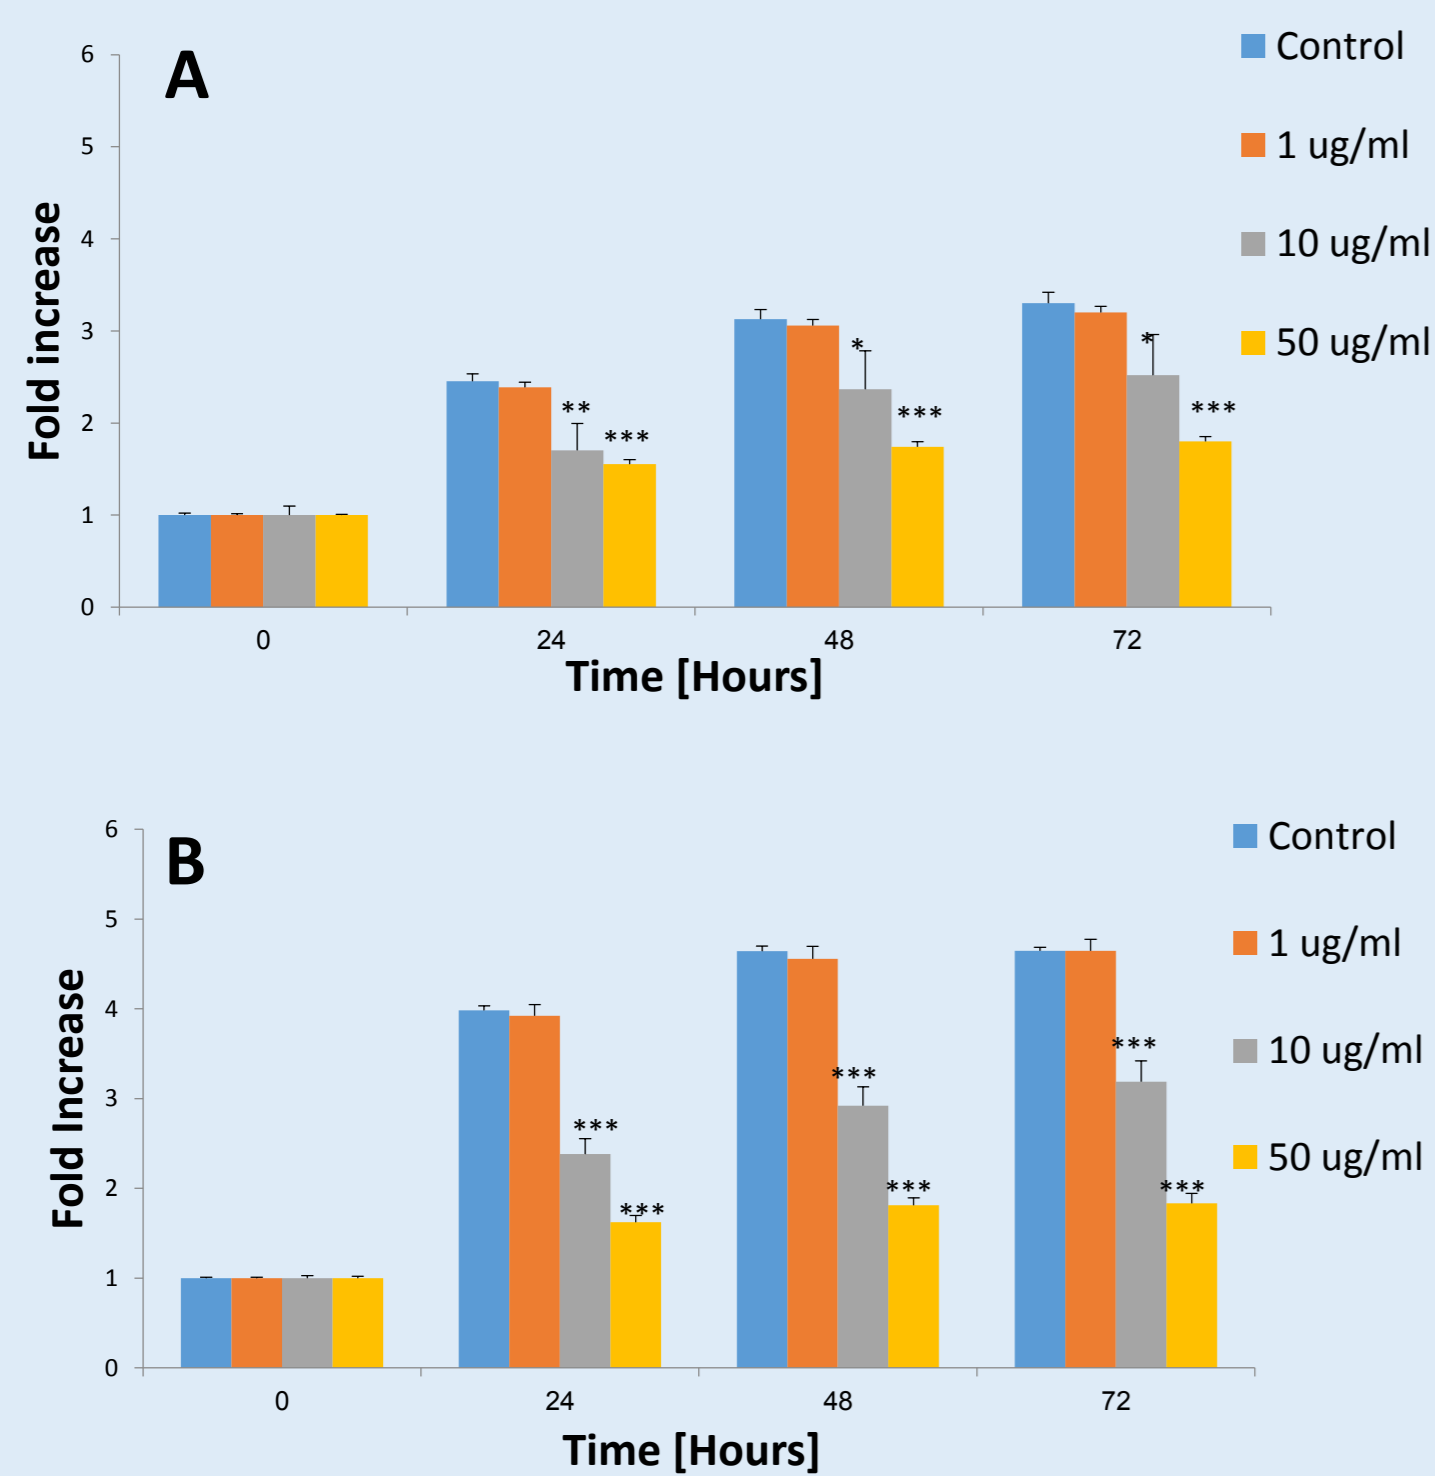 A
6
5
4
3
2
1
0
Fold increase
**
***
*
***
*
***
0 24 48 72
Time [Hours]
Control
1 ug/ml
10 ug/ml
50 ug/ml
B
6
5
4
3
2
1
0
Fold Increase
***
***
***
***
***
***
0 24 48 72
Time [Hours]
Control
1 ug/ml
10 ug/ml
50 ug/ml